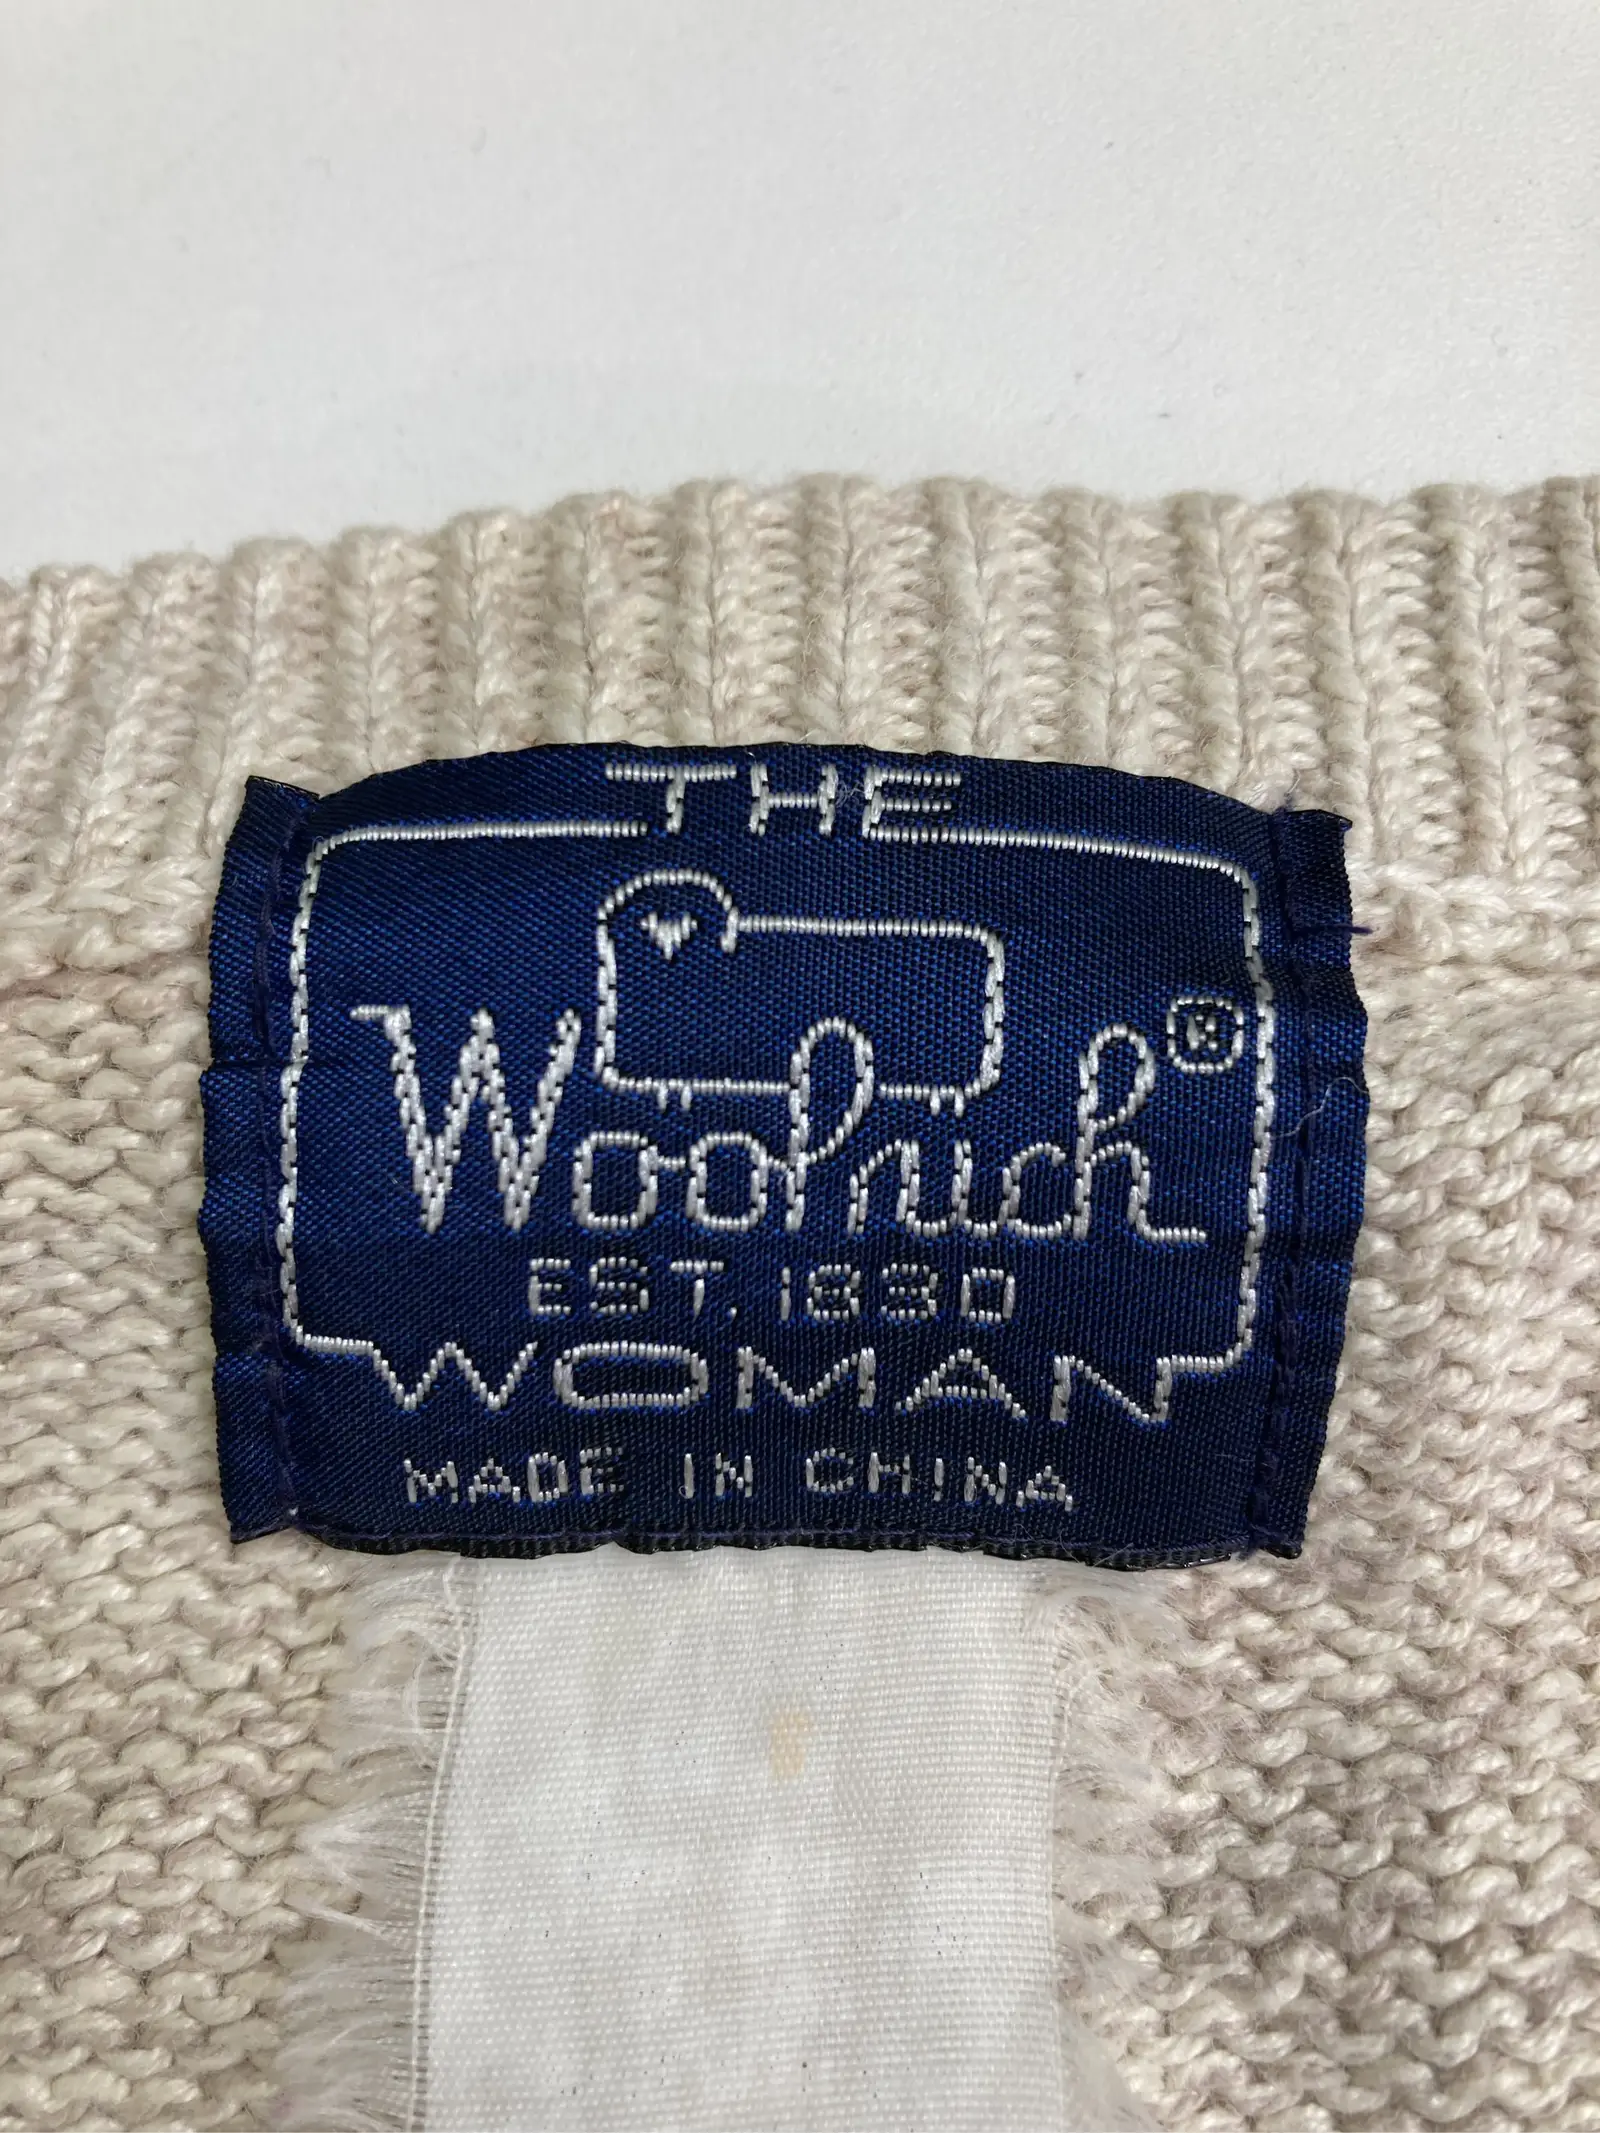 THE
Woolrich®
EST. 1830
WOMAN
MADE IN CHINA